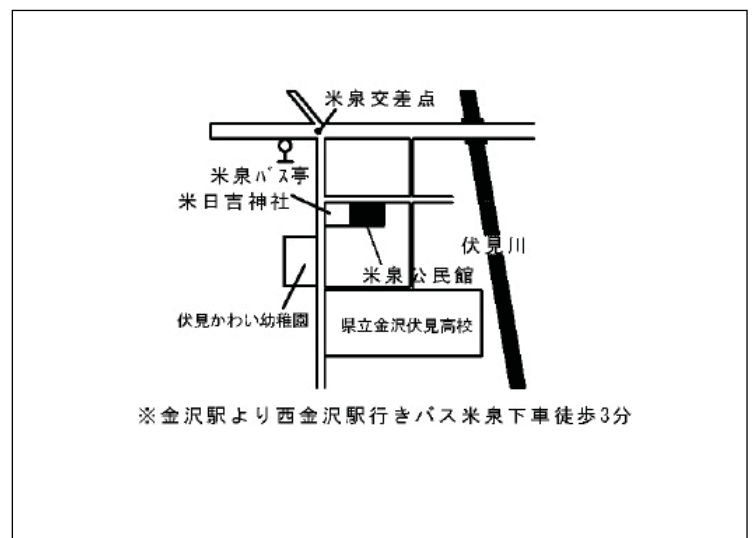 米泉交差点
米泉バス亭
米日吉神社
伏見川
米泉公民館
伏見かわい幼稚園
県立金沢伏見高校
※金沢駅より西金沢駅行きバス米泉下車徒歩3分